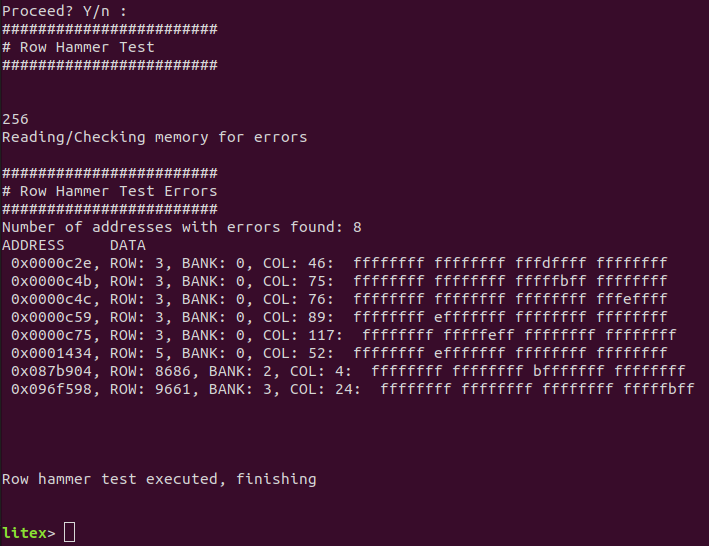 Proceed? Y/n :
########################
# Row Hammer Test
########################
256
Reading/Checking memory for errors
########################
# Row Hammer Test Errors
########################
Number of addresses with errors found: 8
ADDRESS     DATA
0x0000c2e, ROW: 3, BANK: 0, COL: 46:  ffffffff ffffffff fffdffff ffffffff
0x0000c4b, ROW: 3, BANK: 0, COL: 75:  ffffffff ffffffff fffffbff ffffffff
0x0000c4c, ROW: 3, BANK: 0, COL: 76:  ffffffff ffffffff ffffffff fffeffff
0x0000c59, ROW: 3, BANK: 0, COL: 89:  ffffffff efffffff ffffffff ffffffff
0x0000c75, ROW: 3, BANK: 0, COL: 117:  ffffffff fffffeff ffffffff ffffffff
0x0001434, ROW: 5, BANK: 0, COL: 52:  ffffffff efffffff ffffffff ffffffff
0x087b904, ROW: 8686, BANK: 2, COL: 4:  ffffffff ffffffff bfffffff ffffffff
0x096f598, ROW: 9661, BANK: 3, COL: 24:  ffffffff ffffffff ffffffff fffffbff
Row hammer test executed, finishing
litex>